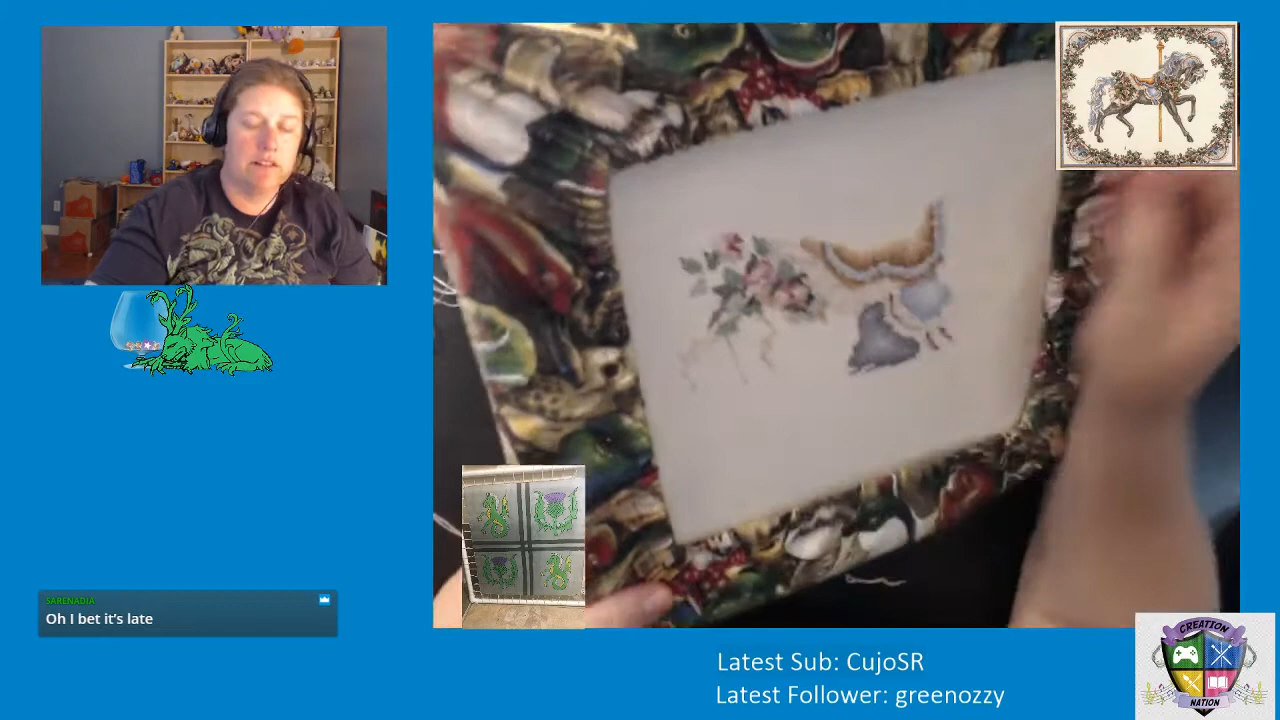 SARENADIA
Oh I bet it's late
Latest Sub: CujoSR
Latest Follower: greenozzy
CREATION
NATION